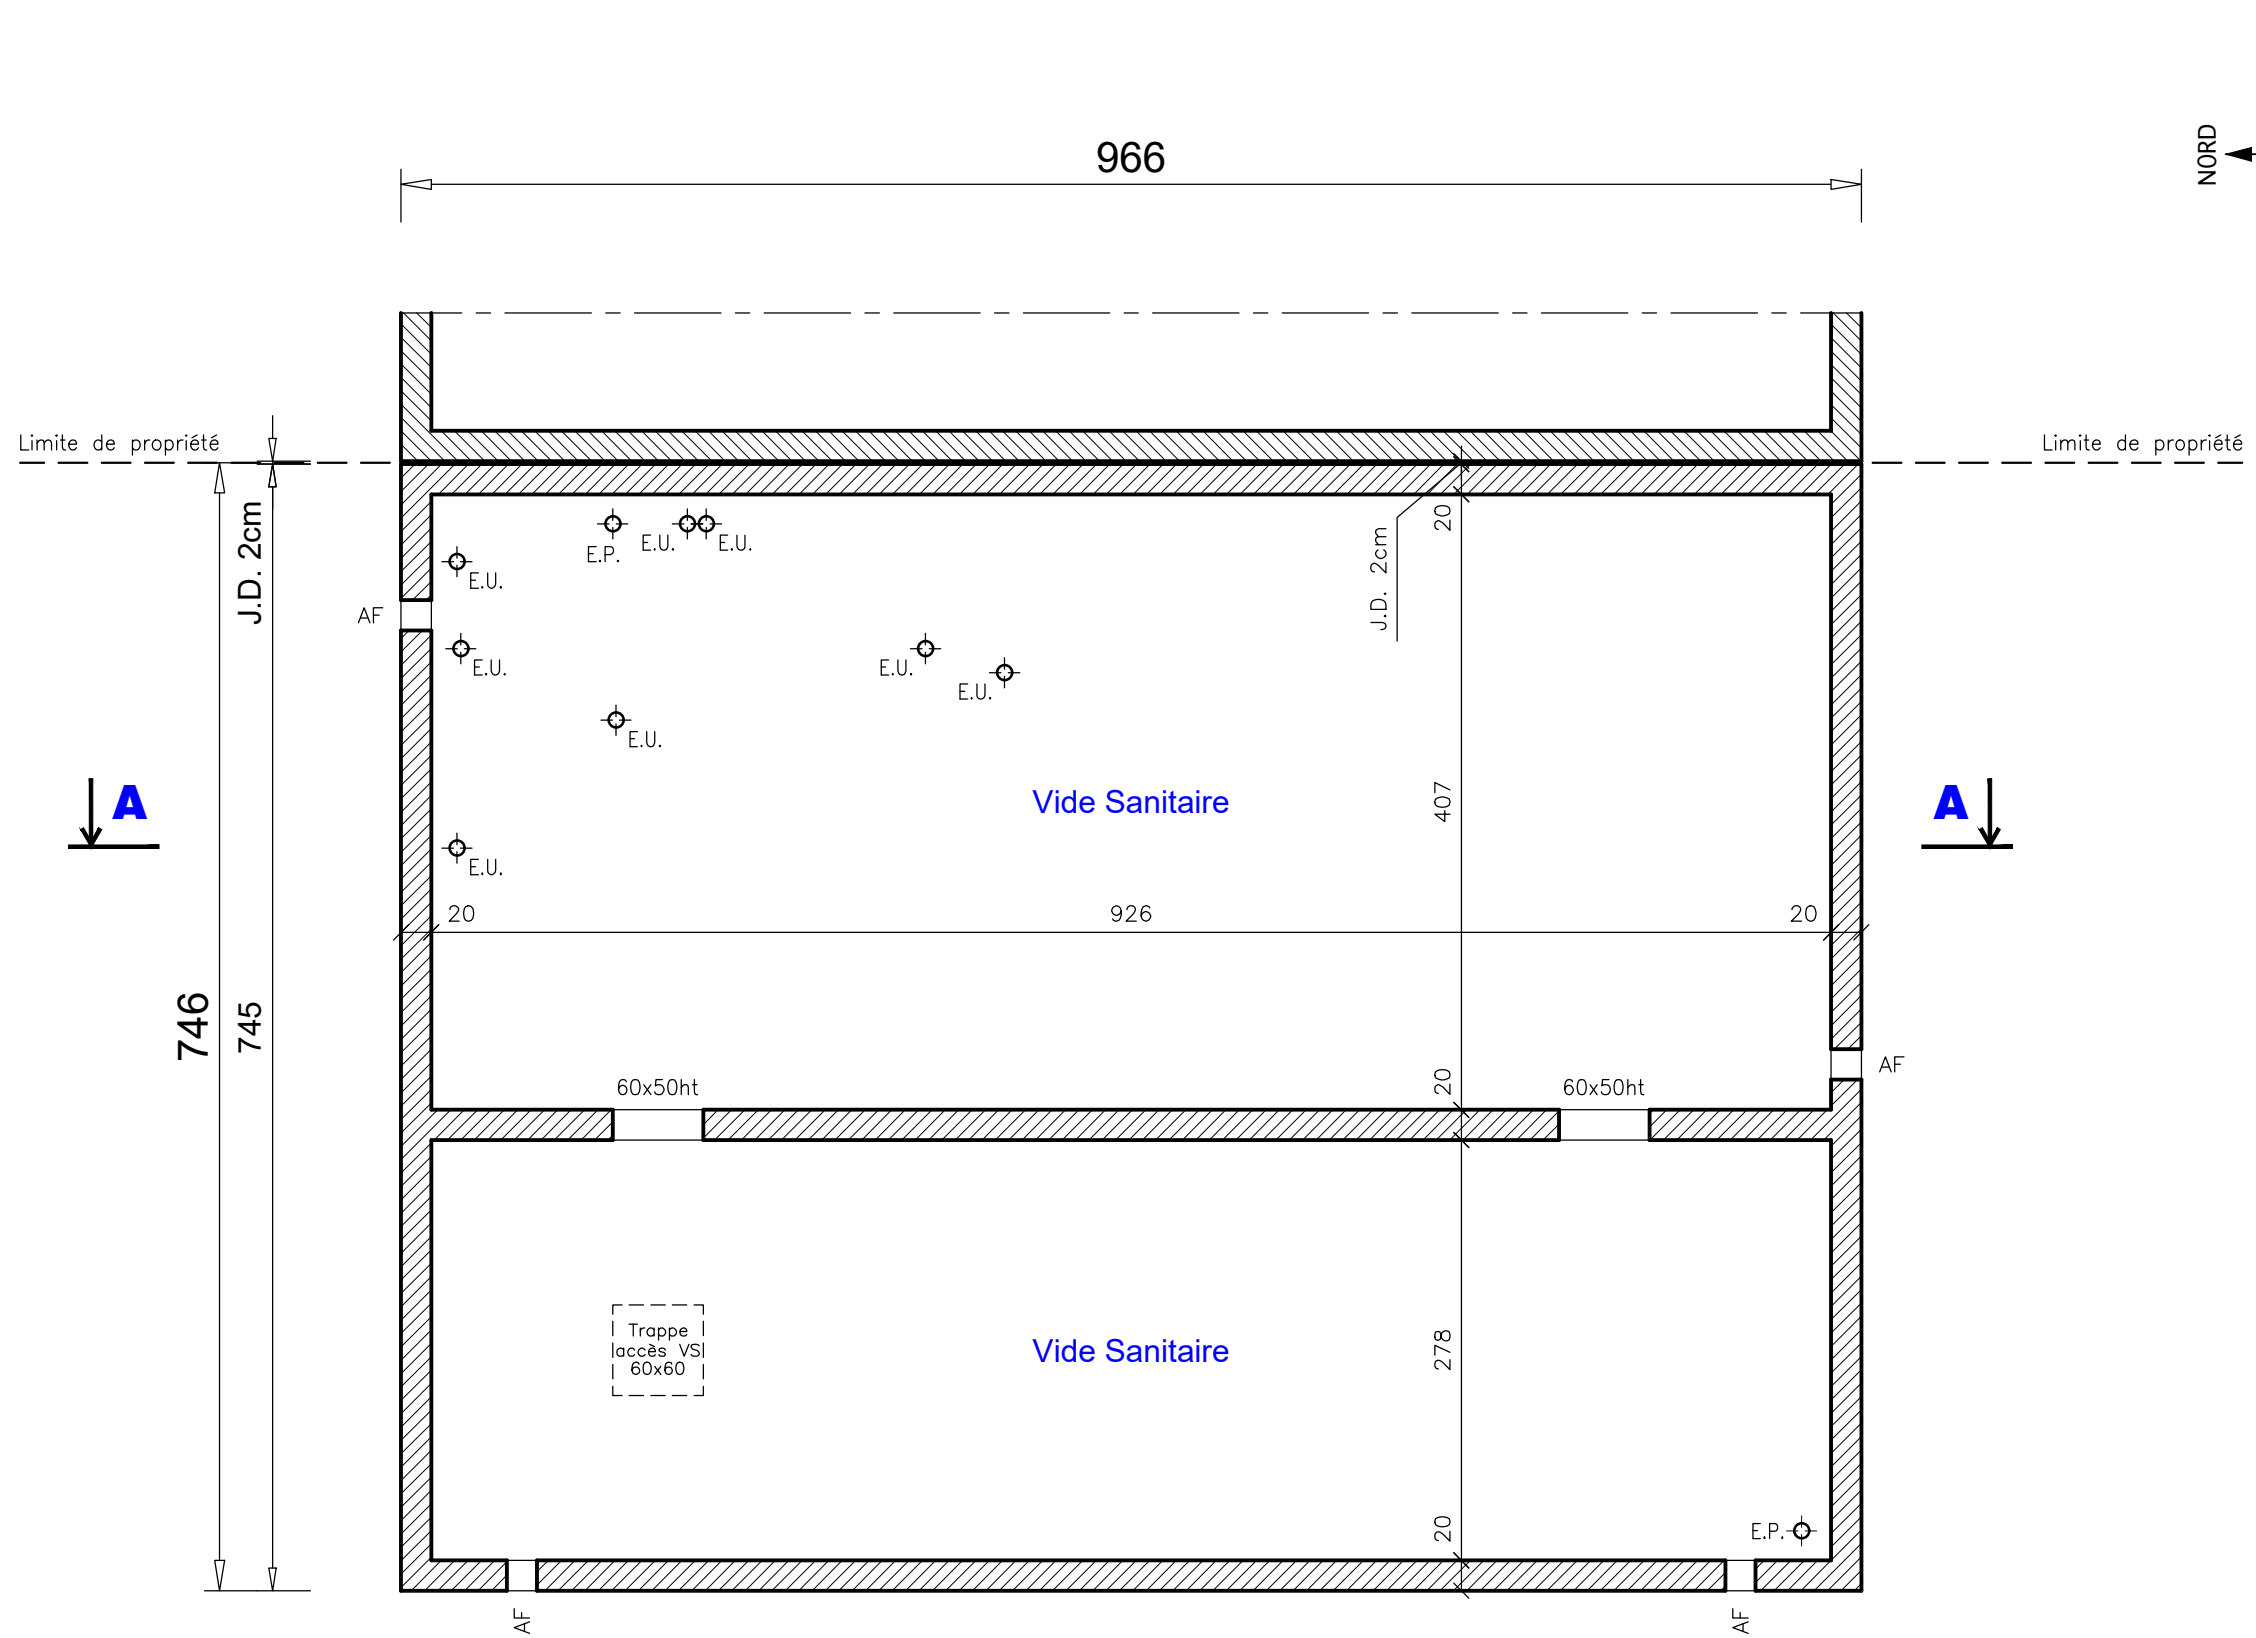 966
NORD
Limite de propriété
Limite de propriété
J.D. 2cm
20
J.D. 2cm
E.P.
E.U.
E.U.
E.U.
AF
E.U.
E.U.
E.U.
E.U.
A
Vide Sanitaire
407
A
E.U.
20
926
20
746
745
60x50ht
20
60x50ht
AF
Trappe
accès VS
60x60
Vide Sanitaire
278
20
E.P.
AF
AF